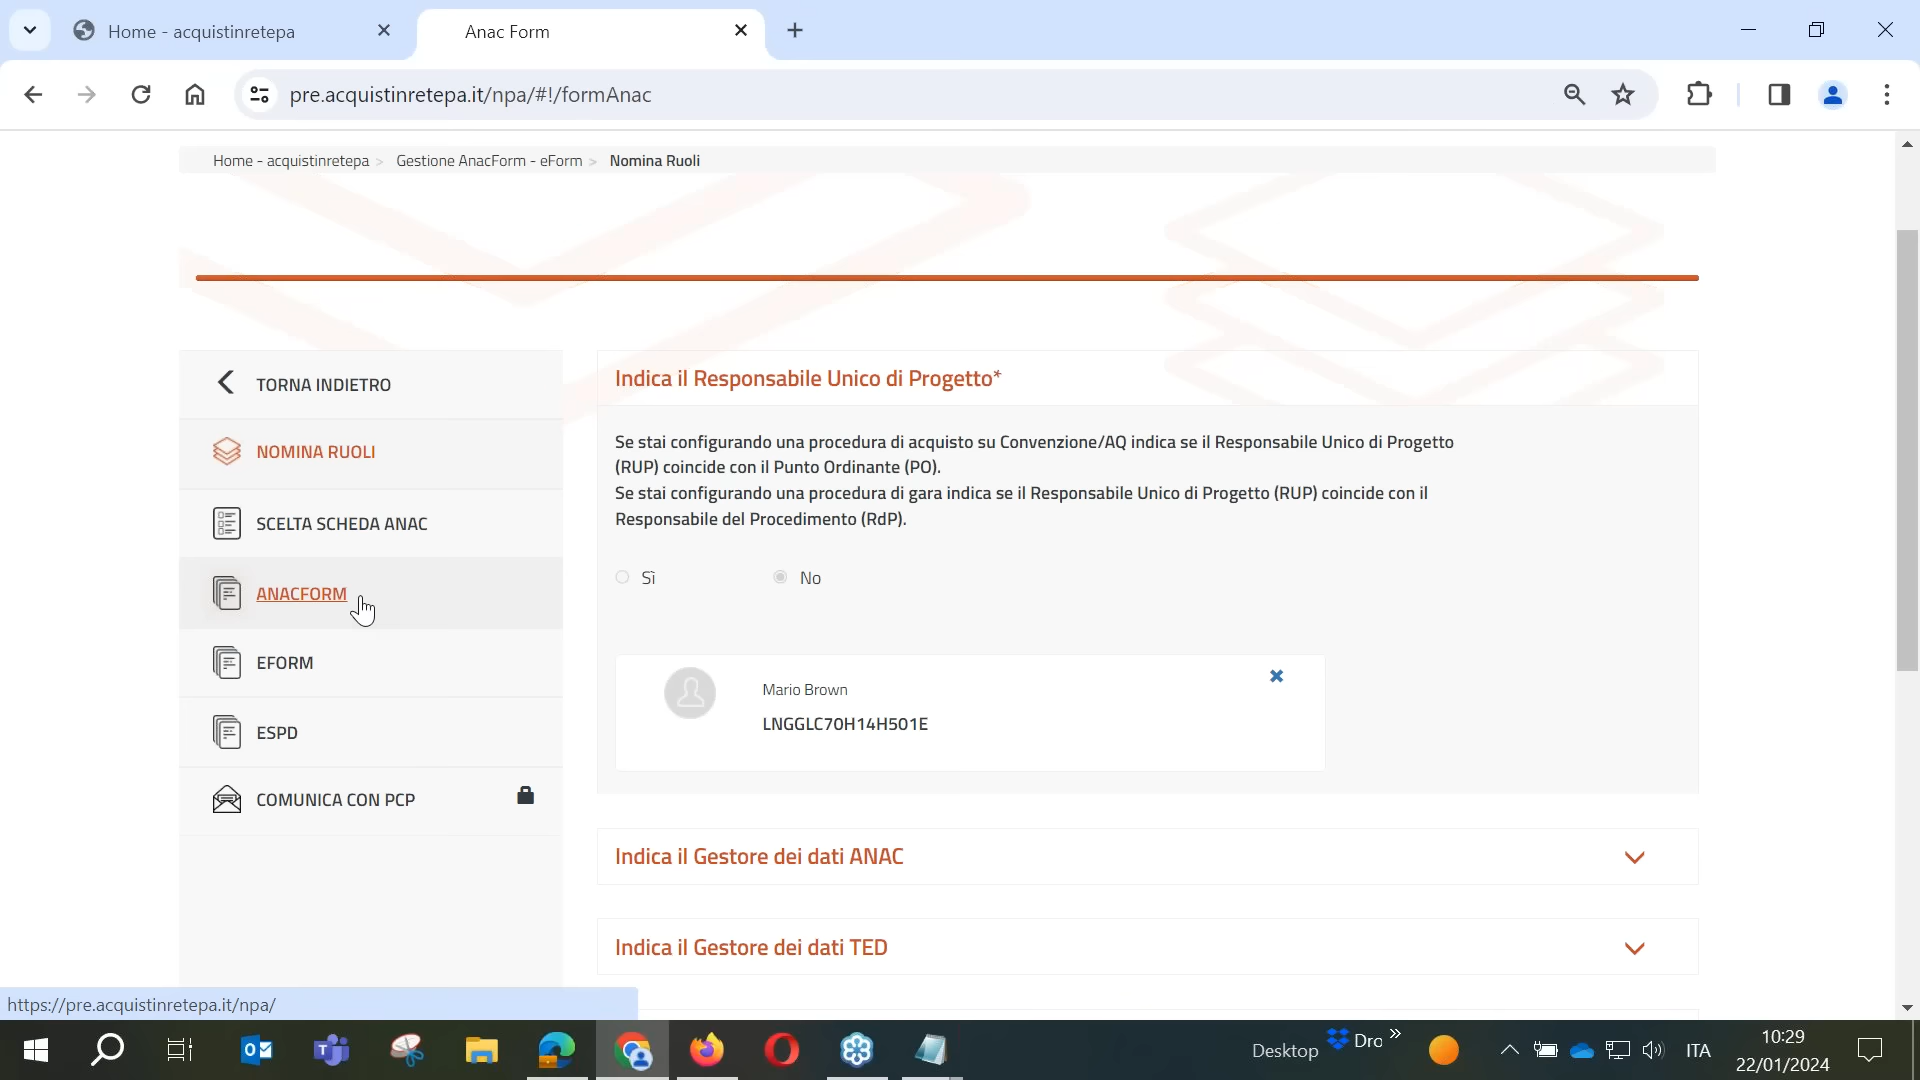 Home - acquistinretepa
Anac Form
pre.acquistinretepa.it/npa/#!/formAnac
Home - acquistinretepa > Gestione AnacForm - eForm > Nomina Ruoli
TORNA INDIETRO
NOMINA RUOLI
SCELTA SCHEDA ANAC
ANACFORM
EFORM
ESPD
COMUNICA CON PCP
Indica il Responsabile Unico di Progetto*
Se stai configurando una procedura di acquisto su Convenzione/AQ indica se il Responsabile Unico di Progetto
(RUP) coincide con il Punto Ordinante (PO).
Se stai configurando una procedura di gara indica se il Responsabile Unico di Progetto (RUP) coincide con il
Responsabile del Procedimento (RdP).
Sì
No
Mario Brown
LNGGLC70H14H501E
Indica il Gestore dei dati ANAC
Indica il Gestore dei dati TED
https://pre.acquistinretepa.it/npa/
Desktop
Dro
ITA
10:29
22/01/2024